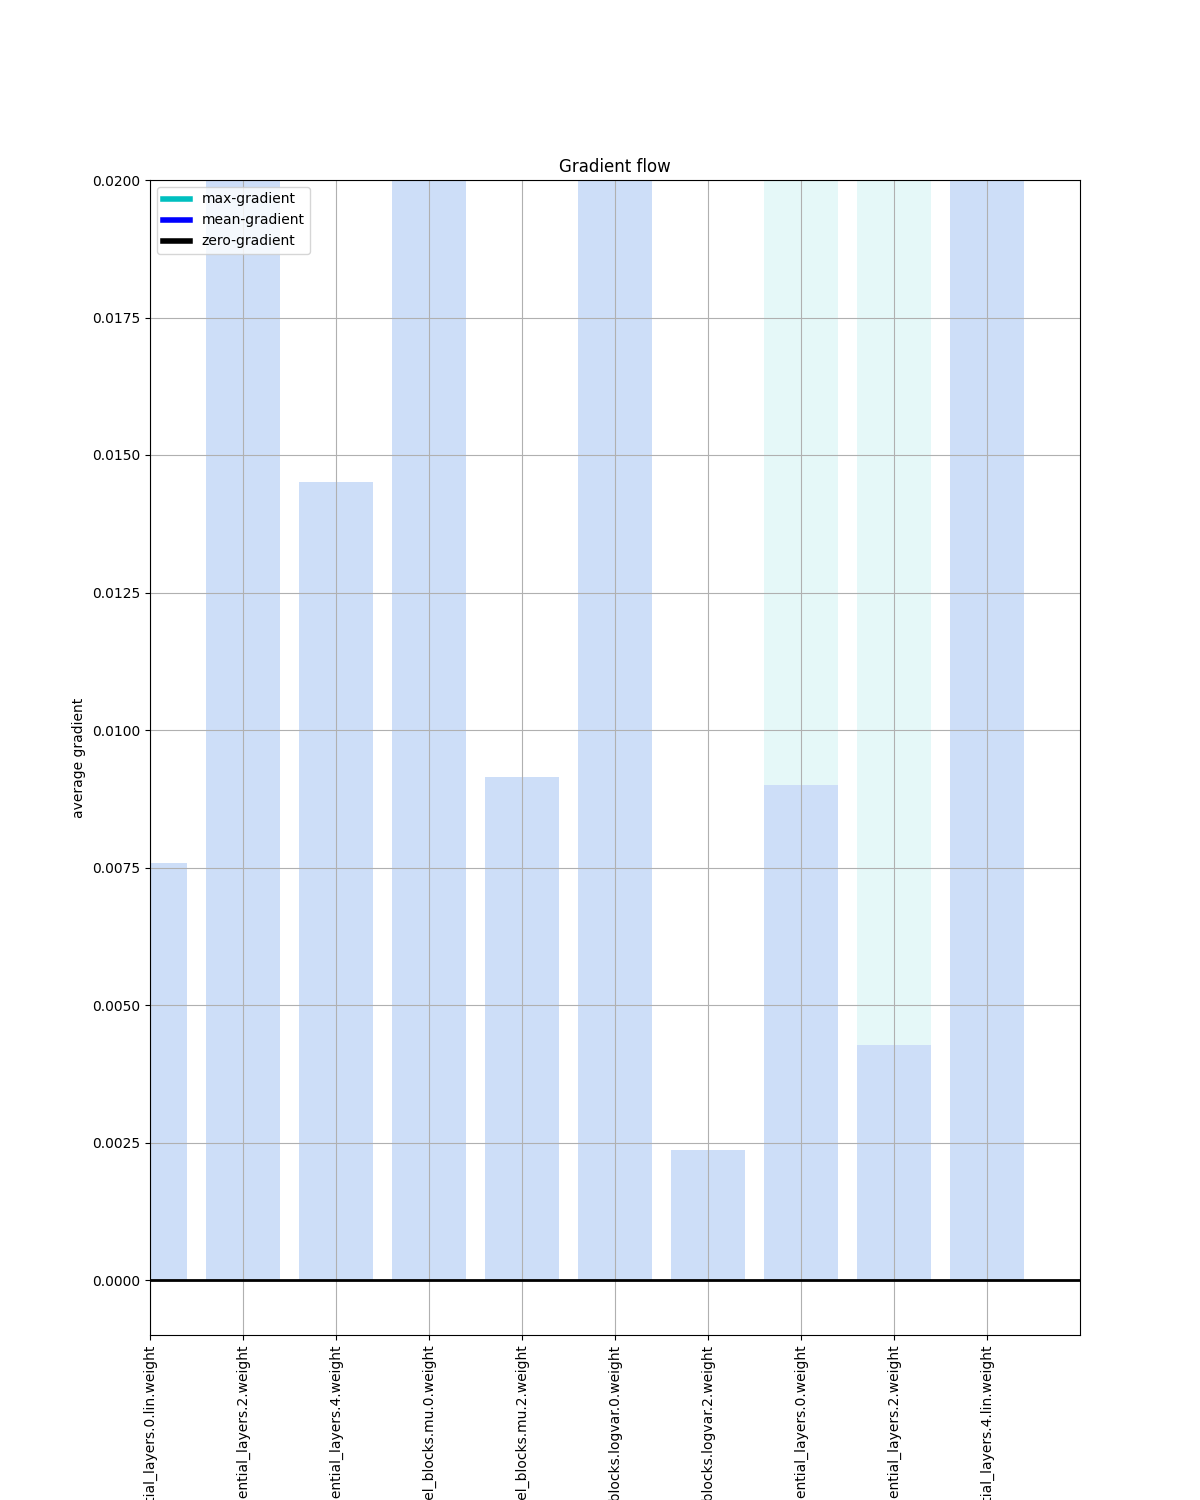 Gradient flow
max-gradient
mean-gradient
zero-gradient
0.0200
0.0175
0.0150
0.0125
0.0100
0.0075
0.0050
0.0025
0.0000
average gradient
tial_layers.0.lin.weight
ential_layers.2.weight
ential_layers.4.weight
el_blocks.mu.0.weight
el_blocks.mu.2.weight
blocks.logvar.0.weight
blocks.logvar.2.weight
ential_layers.0.weight
ential_layers.2.weight
tial_layers.4.lin.weight